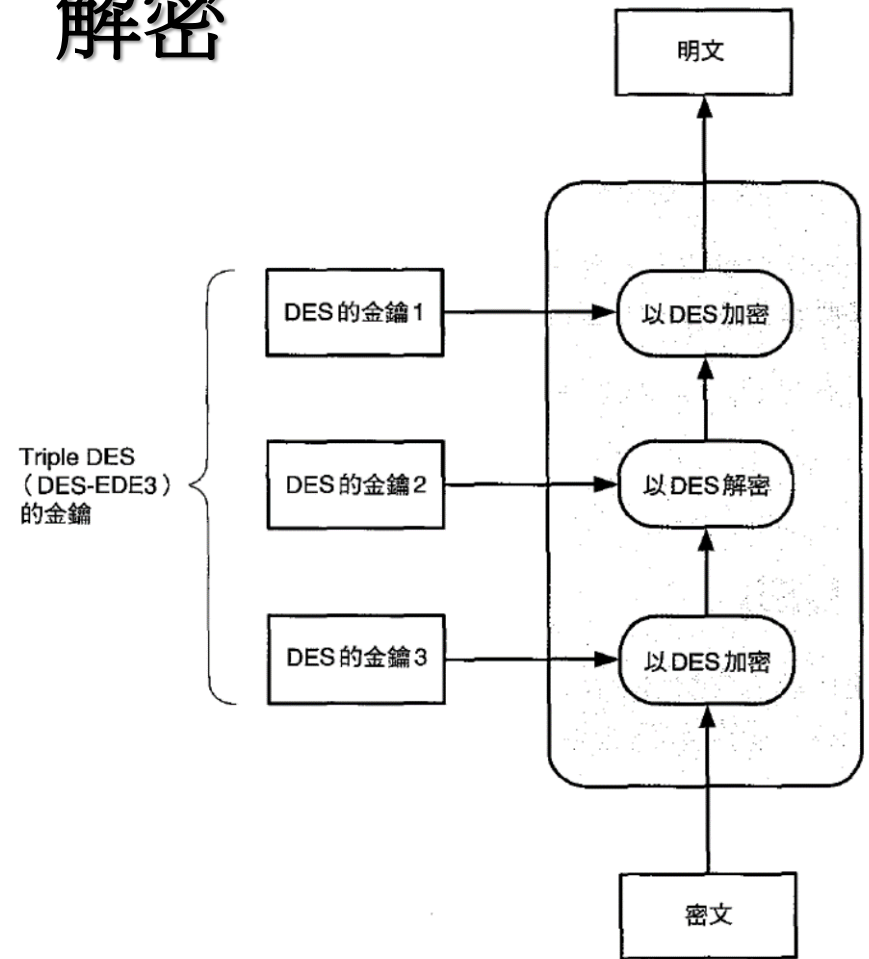 解密
明文
DES的金鑰1
以DES加密
Triple DES
（DES-EDE3）
的金鑰
DES的金鑰2
以DES解密
DES的金鑰3
以DES加密
密文